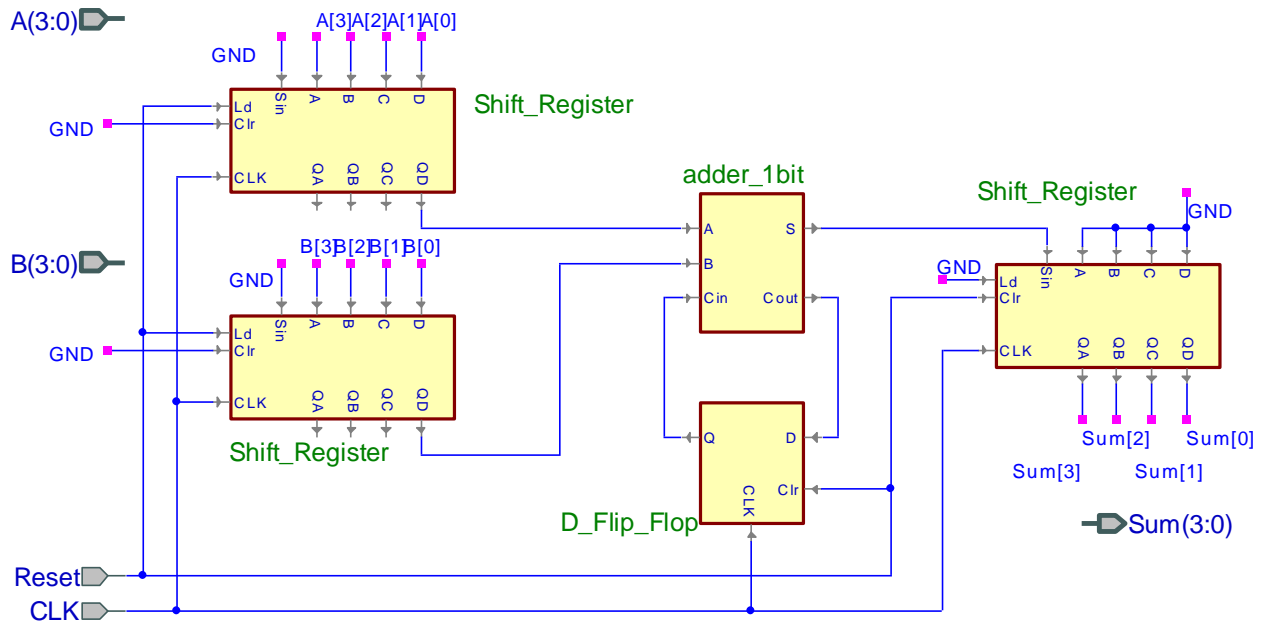 A(3:0)
A[3]A[2]A[1]A[0]
GND
Sin A B C D
Ld
Shift_Register
GND
Clr
CLK
QA QB QC QD
adder_1bit
Shift_Register
GND
A
S
B(3:0)
B[3]B[2]B[1]B[0]
B
GND
GND
Sin A B C D
Sin A B C D
Ld
Clr
Cin
Cout
Ld
GND
Clr
CLK
QA QB QC QD
CLK
QA QB QC QD
Shift_Register
Q
D
Sum[2]
Sum[0]
Sum[3]
Sum[1]
Clr
CLK
D_Flip_Flop
Sum(3:0)
Reset
CLK